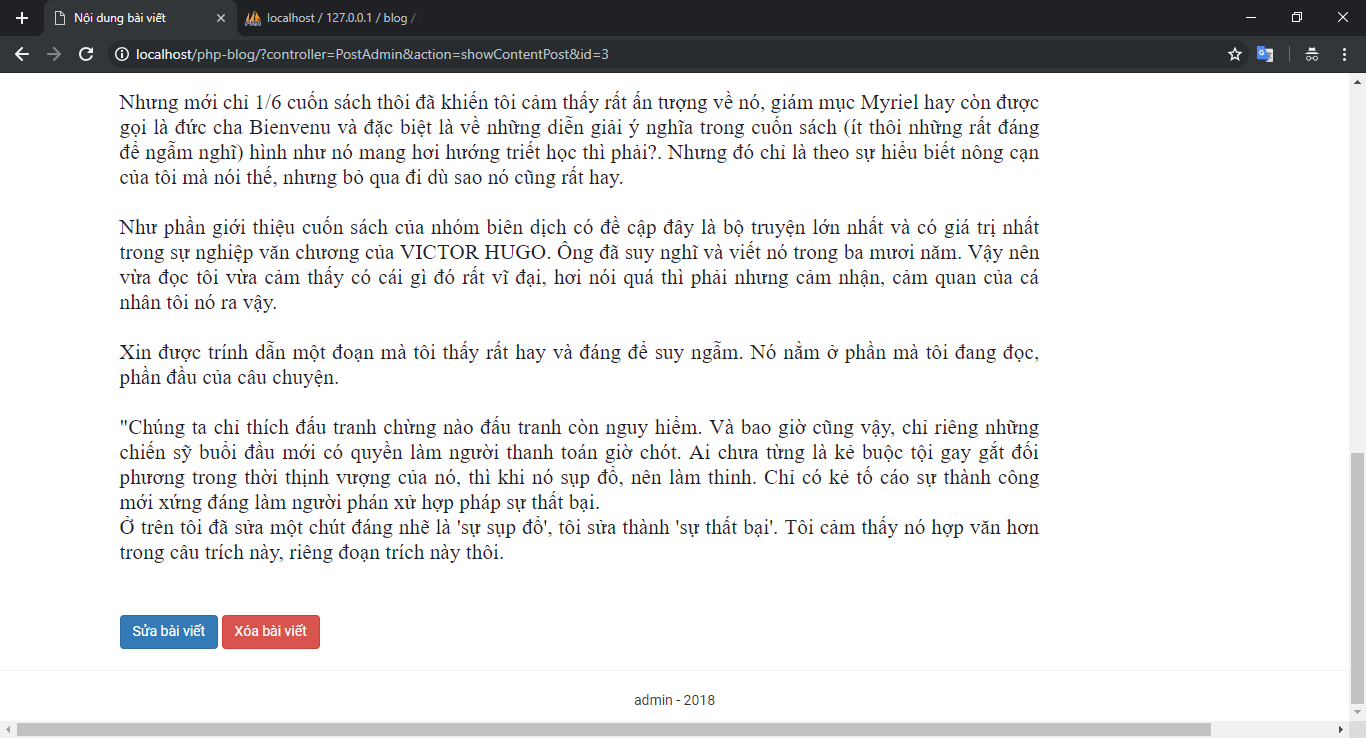 Nội dung bài viết
localhost / 127.0.0.1 / blog /
localhost/php-blog/?controller=PostAdmin&action=showContentPost&id=3
Nhưng mới chỉ 1/6 cuốn sách thôi đã khiến tôi cảm thấy rất ấn tượng về nó, giám mục Myriel hay còn được
gọi là đức cha Bienvenu và đặc biệt là về những diễn giải ý nghĩa trong cuốn sách (ít thôi những rất đáng
để ngẫm nghĩ) hình như nó mang hơi hướng triết học thì phải?. Nhưng đó chỉ là theo sự hiểu biết nông cạn
của tôi mà nói thế, nhưng bỏ qua đi dù sao nó cũng rất hay.
Như phần giới thiệu cuốn sách của nhóm biên dịch có đề cập đây là bộ truyện lớn nhất và có giá trị nhất
trong sự nghiệp văn chương của VICTOR HUGO. Ông đã suy nghĩ và viết nó trong ba mươi năm. Vậy nên
vừa đọc tôi vừa cảm thấy có cái gì đó rất vĩ đại, hơi nói quá thì phải nhưng cảm nhận, cảm quan của cá
nhân tôi nó ra vậy.
Xin được trính dẫn một đoạn mà tôi thấy rất hay và đáng để suy ngẫm. Nó nằm ở phần mà tôi đang đọc,
phần đầu của câu chuyện.
"Chúng ta chỉ thích đấu tranh chừng nào đấu tranh còn nguy hiểm. Và bao giờ cũng vậy, chỉ riêng những
chiến sỹ buổi đầu mới có quyền làm người thanh toán giờ chót. Ai chưa từng là kẻ buộc tội gay gắt đối
phương trong thời thịnh vượng của nó, thì khi nó sụp đổ, nên làm thinh. Chỉ có kẻ tố cáo sự thành công
mới xứng đáng làm người phán xử hợp pháp sự thất bại.
Ở trên tôi đã sửa một chút đáng nhẽ là 'sự sụp đổ', tôi sửa thành 'sự thất bại'. Tôi cảm thấy nó hợp văn hơn
trong câu trích này, riêng đoạn trích này thôi.
Sửa bài viết Xóa bài viết
admin - 2018